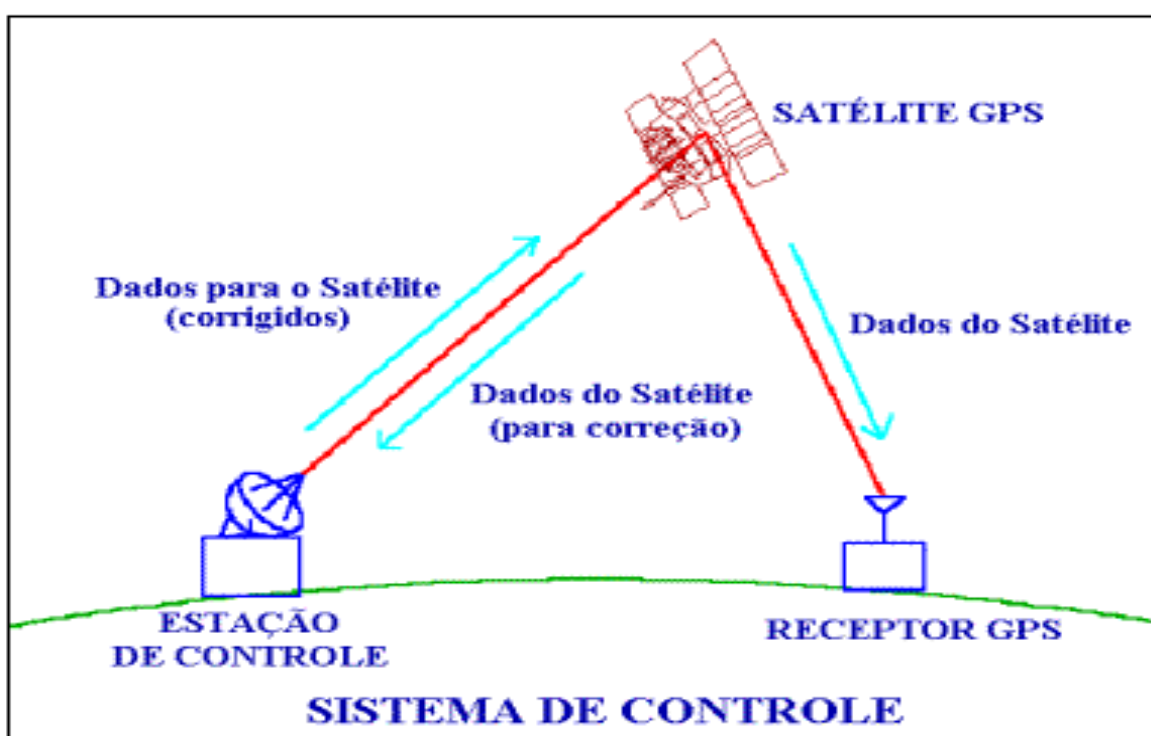 SATÉLITE GPS
Dados para o Satélite
(corrigidos)
Dados do Satélite
Dados do Satélite
(para correção)
ESTAÇÃO
DE CONTROLE
RECEPTOR GPS
SISTEMA DE CONTROLE